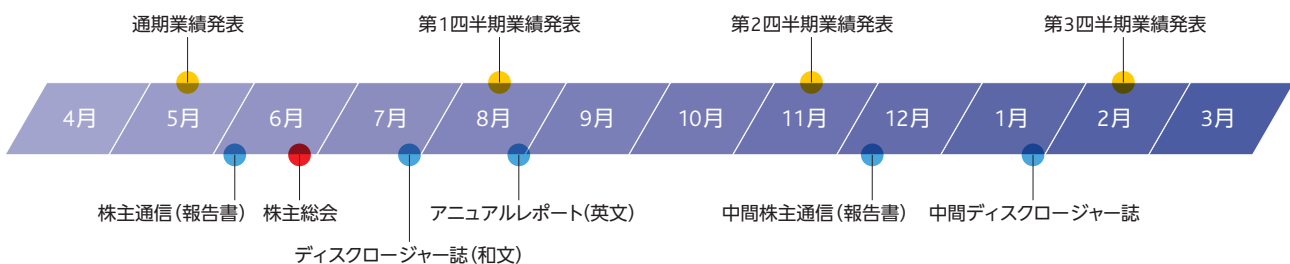 通期業績発表
第1四半期業績発表
第2四半期業績発表
第3四半期業績発表
4月
5月
6月
7月
8月
9月
10月
11月
12月
1月
2月
3月
株主通信(報告書)
株主総会
アニュアルレポート(英文)
中間株主通信(報告書)
中間ディスクロージャー誌
ディスクロージャー誌(和文)